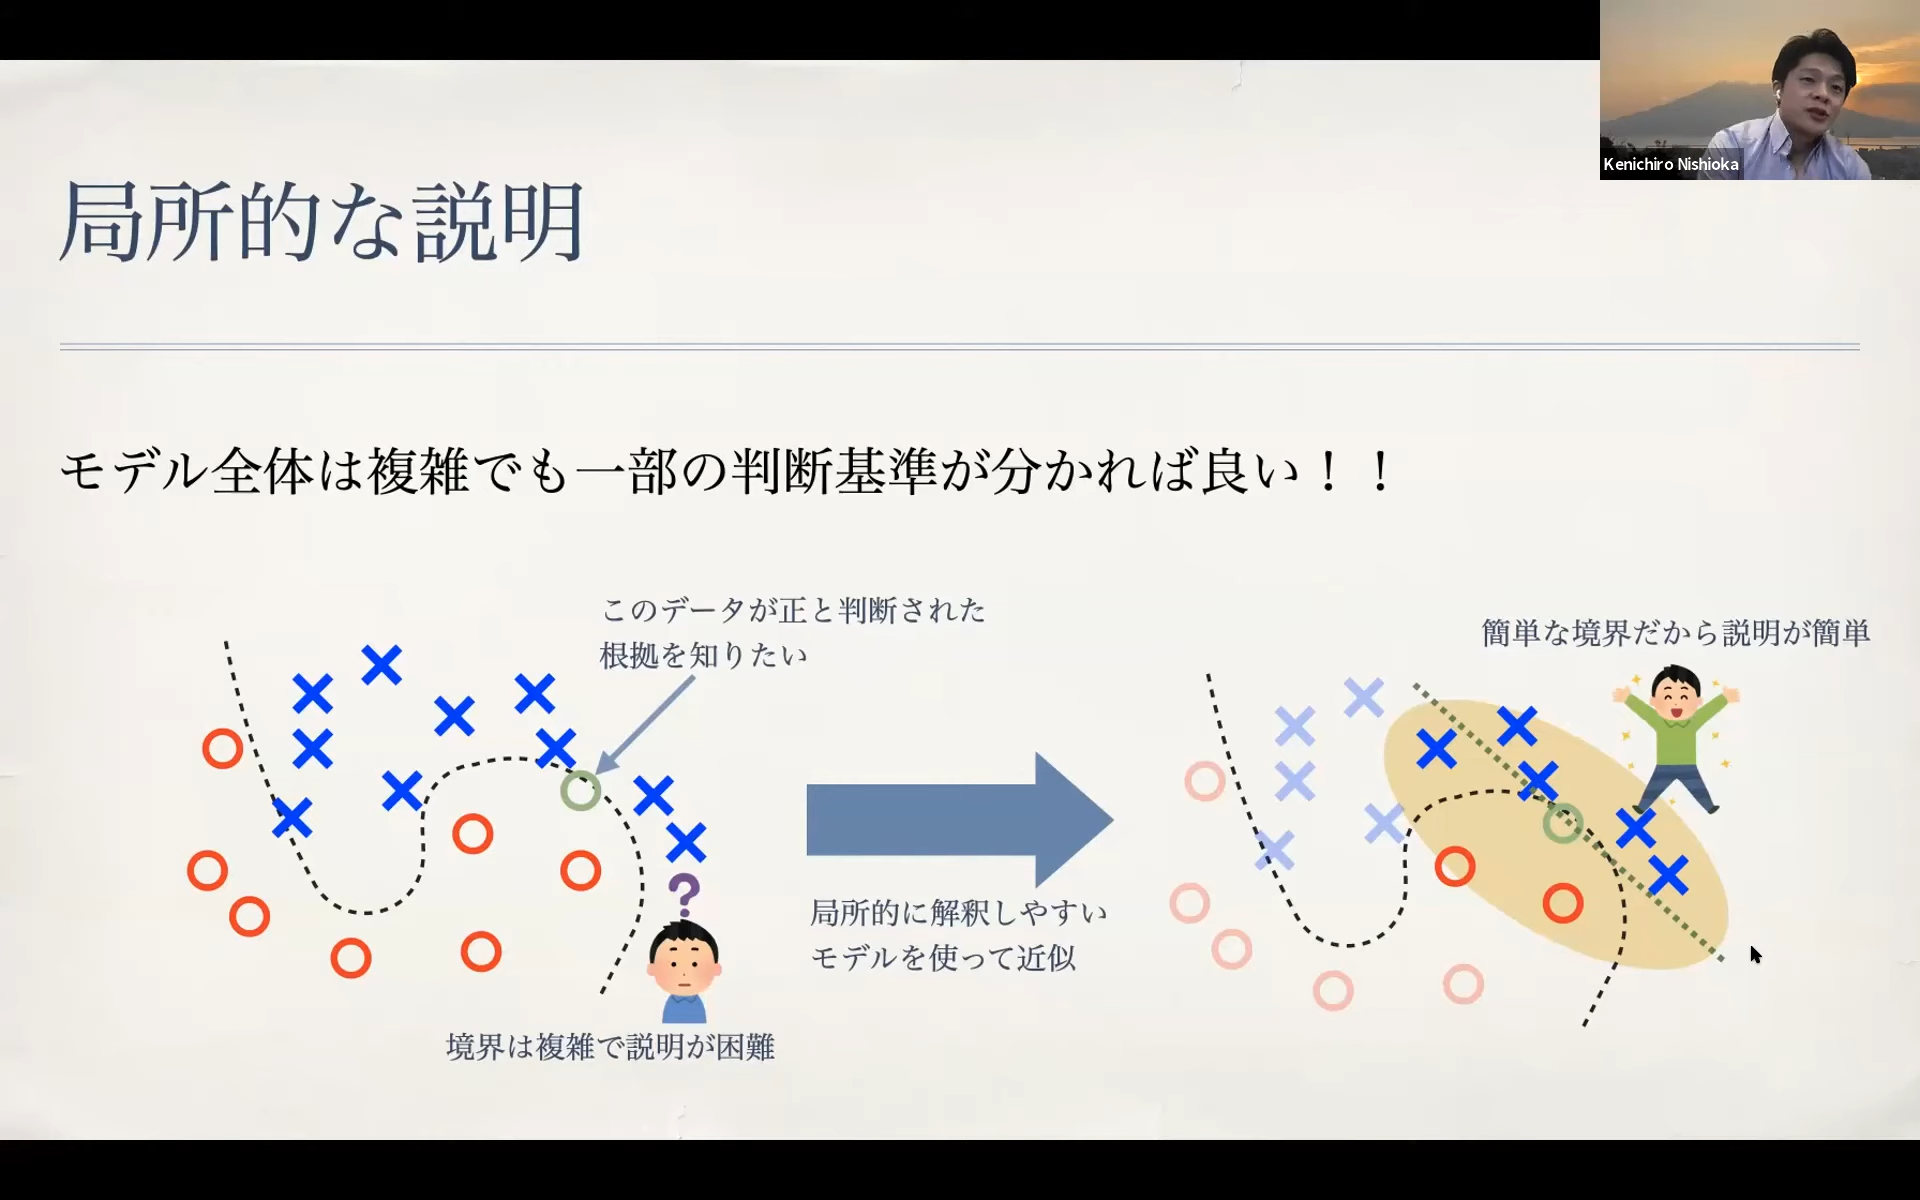 Kenichiro Nishioka
局所的な説明
モデル全体は複雑でも一部の判断基準が分かれば良い！！
このデータが正と判断された
根拠を知りたい
境界は複雑で説明が困難
局所的に解釈しやすい
モデルを使って近似
簡単な境界だから説明が簡単